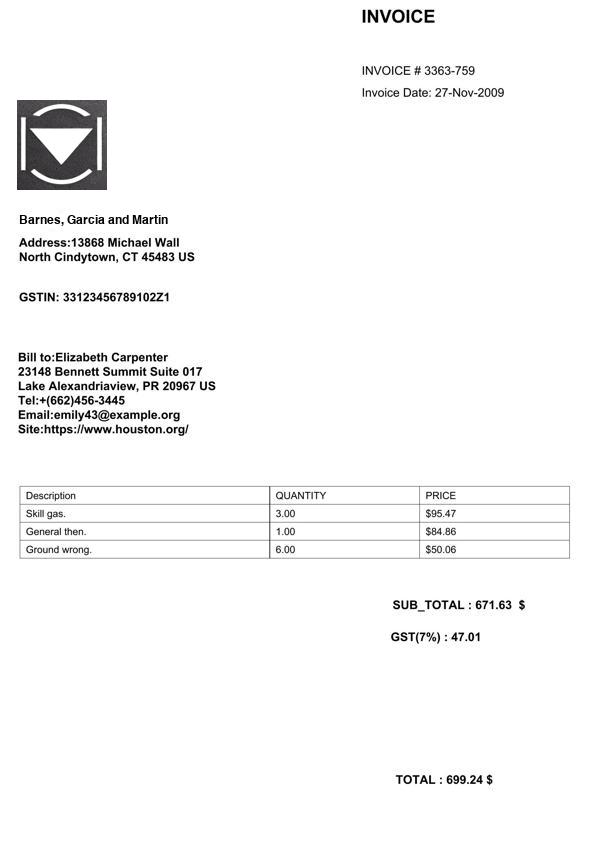 INVOICE
INVOICE # 3363-759
Invoice Date: 27-Nov-2009
Barnes, Garcia and Martin
Address:13868 Michael Wall
North Cindytown, CT 45483 US
GSTIN: 33123456789102Z1
Bill to:Elizabeth Carpenter
23148 Bennett Summit Suite 017
Lake Alexandriaview, PR 20967 US
Tel:+(662)456-3445
Email:emily43@example.org
Site:https://www.houston.org/
Description QUANTITY PRICE
Skill gas. 3.00 $95.47
General then. 1.00 $84.86
Ground wrong. 6.00 $50.06
SUB_TOTAL : 671.63 $
GST(7%) : 47.01
TOTAL : 699.24 $